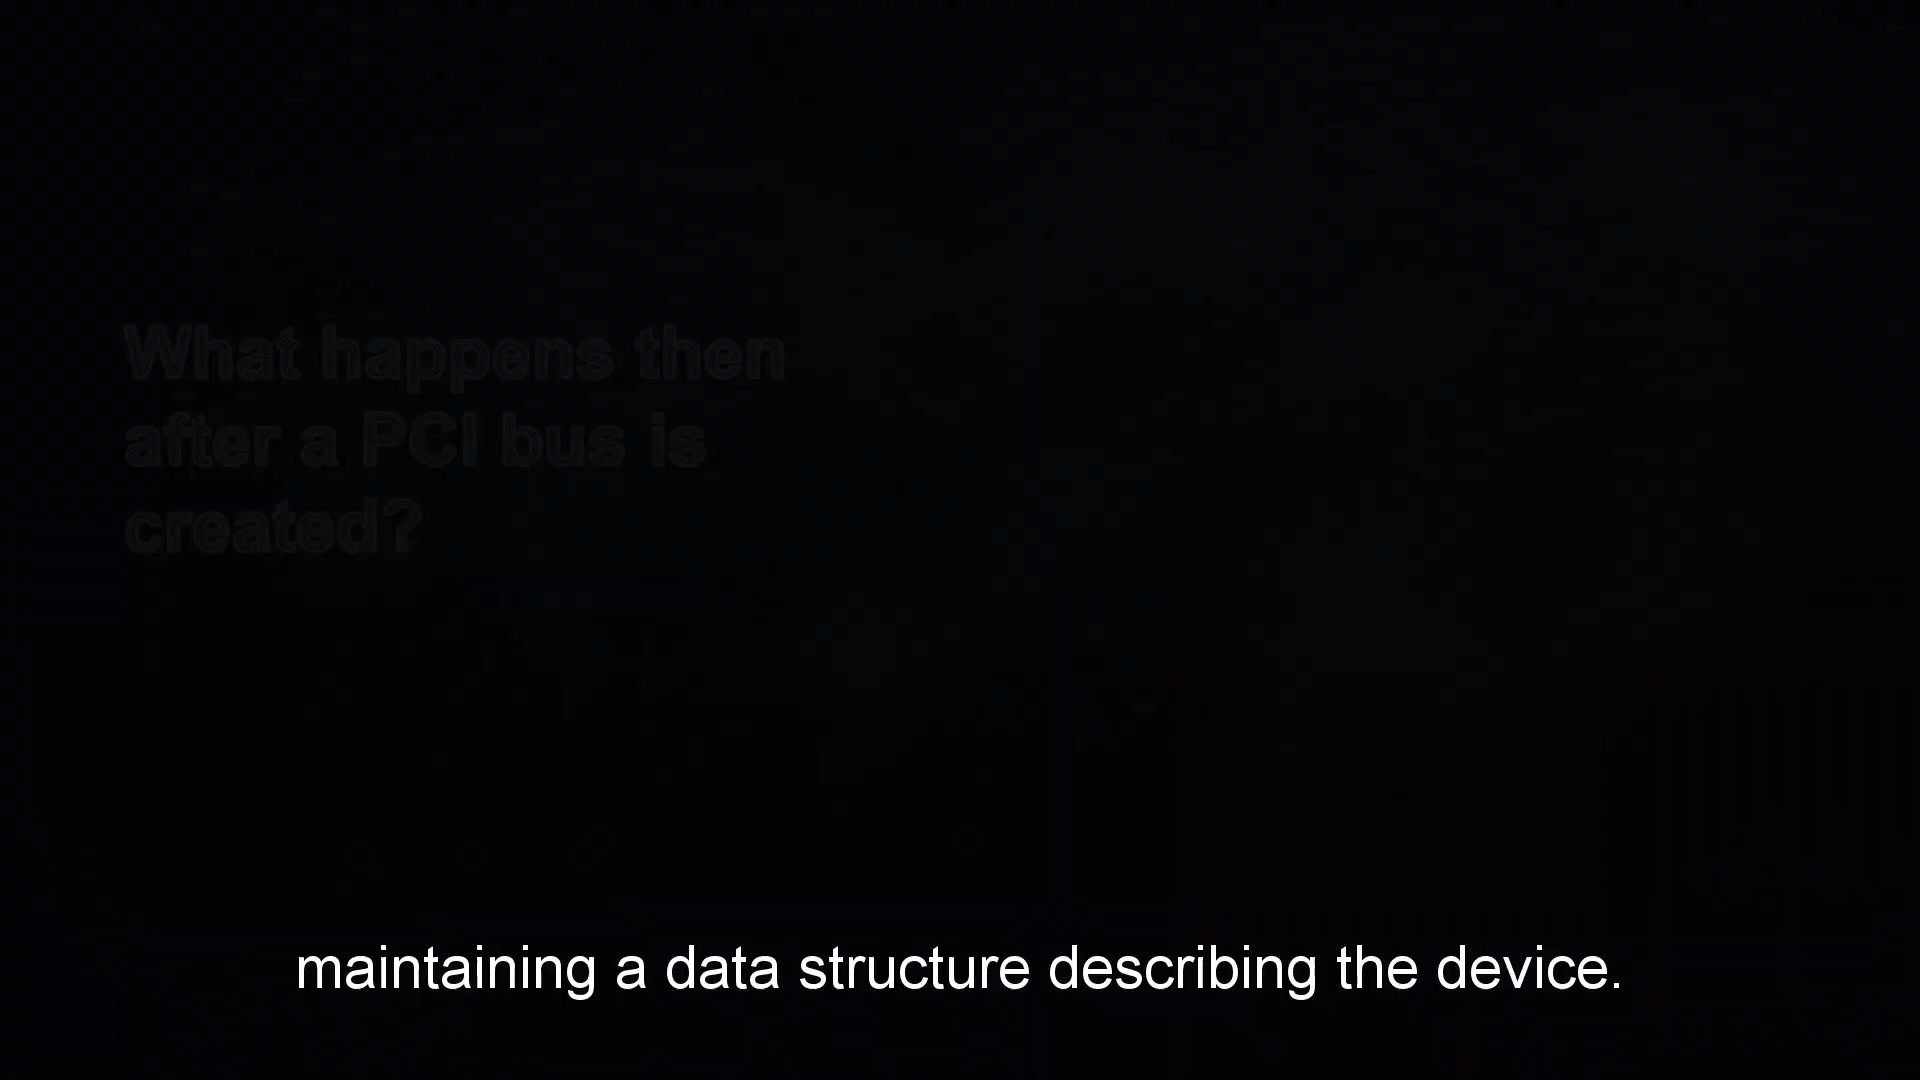 What happens then
after a PCI bus is
created?
maintaining a data structure describing the device.